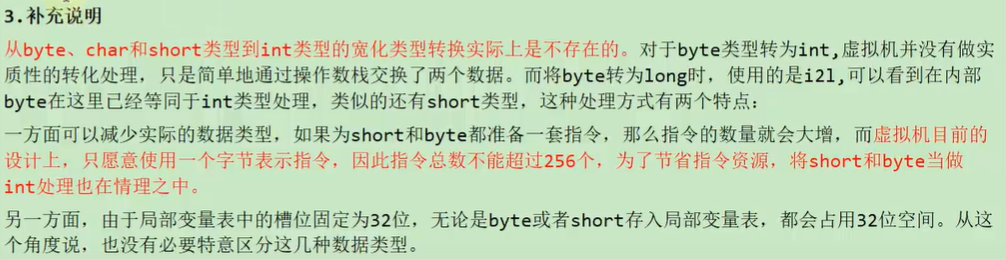 3.补充说明
从byte、char和short类型到int类型的宽化类型转换实际上是不存在的。对于byte类型转为int,虚拟机并没有做实
质性的转化处理，只是简单地通过操作数栈交换了两个数据。而将byte转为long时，使用的是i2l,可以看到在内部
byte在这里已经等同于int类型处理，类似的还有short类型，这种处理方式有两个特点：
一方面可以减少实际的数据类型，如果为short和byte都准备一套指令，那么指令的数量就会大增，而虚拟机目前的
设计上，只愿意使用一个字节表示指令，因此指令总数不能超过256个，为了节省指令资源，将short和byte当做
int处理也在情理之中。
另一方面，由于局部变量表中的槽位固定为32位，无论是byte或者short存入局部变量表，都会占用32位空间。从这
个角度说，也没有必要特意区分这几种数据类型。